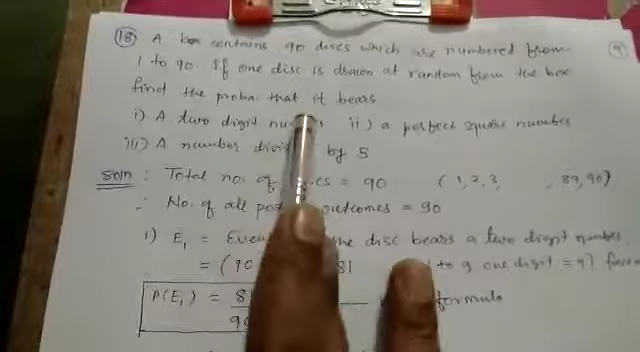 (18) A box contains 90 discs which are numbered from (9)
1 to 90. If one disc is drawn at random from the box
find the proba. that it bears
i) A two digit ii) a perfect square number
iii) A number by 5
Soln : Total no. of = 90 (1, 2, 3, , 89, 90)
∴ No. of all outcomes = 90
i) E₁ = disc bears a two digit number
= (90 81 to 9 one digit = 9)
P(E₁) = formula